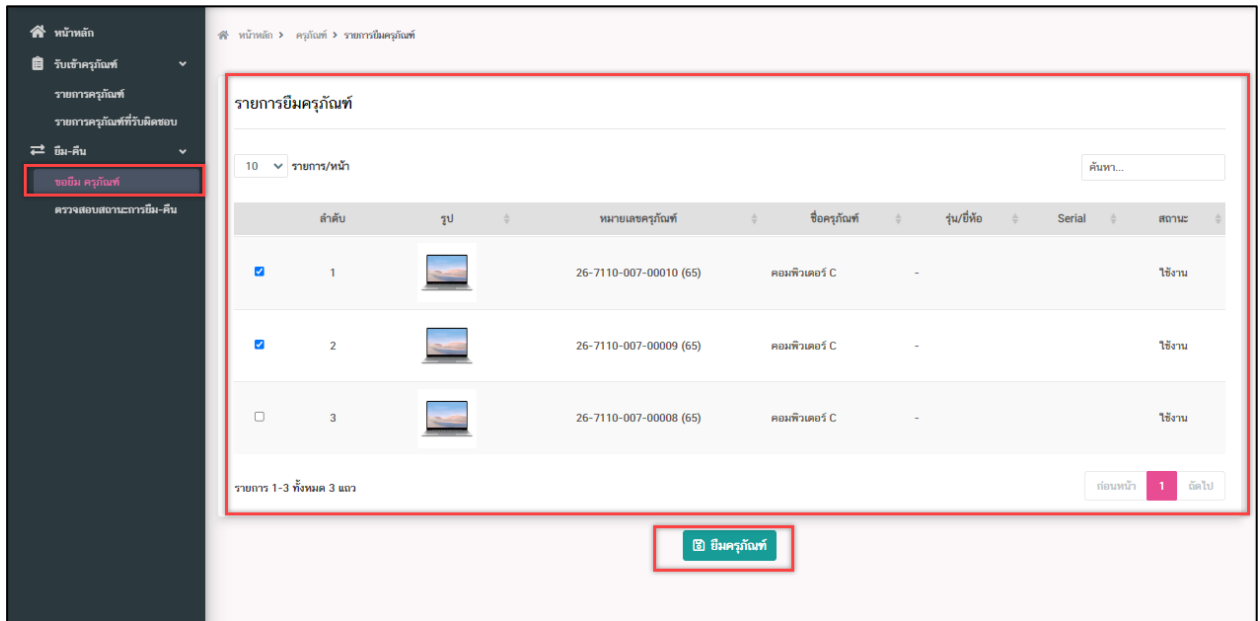 หน้าหลัก
รับเข้าครุภัณฑ์
รายการครุภัณฑ์
รายการครุภัณฑ์ที่รับผิดชอบ
ยืม-คืน
ขอยืม ครุภัณฑ์
ตรวจสอบสถานะการยืม-คืน
หน้าหลัก > ครุภัณฑ์ > รายการยืมครุภัณฑ์
รายการยืมครุภัณฑ์
10 รายการ/หน้า ค้นหา...
ลำดับ รูป หมายเลขครุภัณฑ์ ชื่อครุภัณฑ์ รุ่น/ยี่ห้อ Serial สถานะ
1 26-7110-007-00010 (65) คอมพิวเตอร์ C - ใช้งาน
2 26-7110-007-00009 (65) คอมพิวเตอร์ C - ใช้งาน
3 26-7110-007-00008 (65) คอมพิวเตอร์ C - ใช้งาน
รายการ 1-3 ทั้งหมด 3 แถว ก่อนหน้า 1 ถัดไป
ยืมครุภัณฑ์